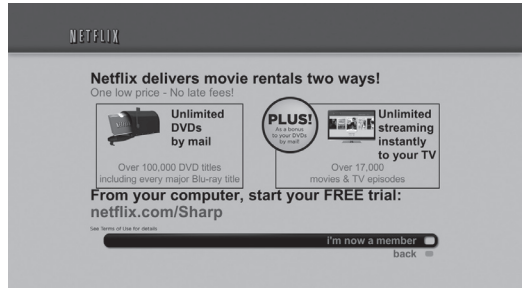 NETFLIX
Netflix delivers movie rentals two ways!
One low price - No late fees!
Unlimited
DVDs
by mail
Over 100,000 DVD titles
including every major Blu-ray title
PLUS!
As a bonus
to your DVDs
by mail!
Unlimited
streaming
instantly
to your TV
Over 17,000
movies & TV episodes
From your computer, start your FREE trial:
netflix.com/Sharp
See Terms of Use for details
i'm now a member
back